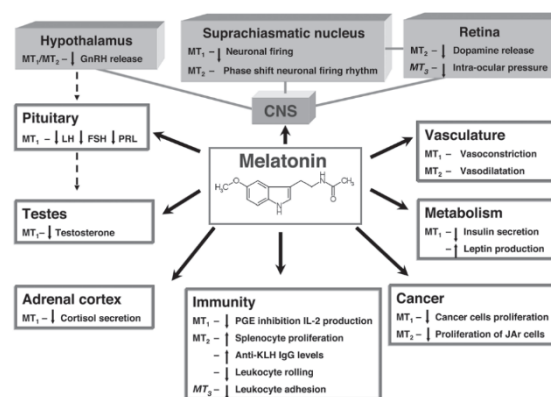 Hypothalamus
MT₁/MT₂ – ↓ GnRH release
Suprachiasmatic nucleus
MT₁ – ↓ Neuronal firing
MT₂ – Phase shift neuronal firing rhythm
Retina
MT₂ – ↓ Dopamine release
MT₃ – ↓ Intra-ocular pressure
CNS
Pituitary
MT₁ – ↓ LH ↓ FSH ↓ PRL
Melatonin
H₃C
O
N
H
H
N
O
CH₃
Vasculature
MT₁ – Vasoconstriction
MT₂ – Vasodilatation
Testes
MT₁– ↓ Testosterone
Metabolism
MT₁ – ↓ Insulin secretion
– ↑ Leptin production
Adrenal cortex
MT₁ – ↓ Cortisol secretion
Immunity
MT₁ – ↓ PGE inhibition IL-2 production
MT₂ – ↑ Splenocyte proliferation
– ↑ Anti-KLH IgG levels
– ↓ Leukocyte rolling
MT₃ – ↓ Leukocyte adhesion
Cancer
MT₁ – ↓ Cancer cells proliferation
MT₂ – ↓ Proliferation of JAr cells